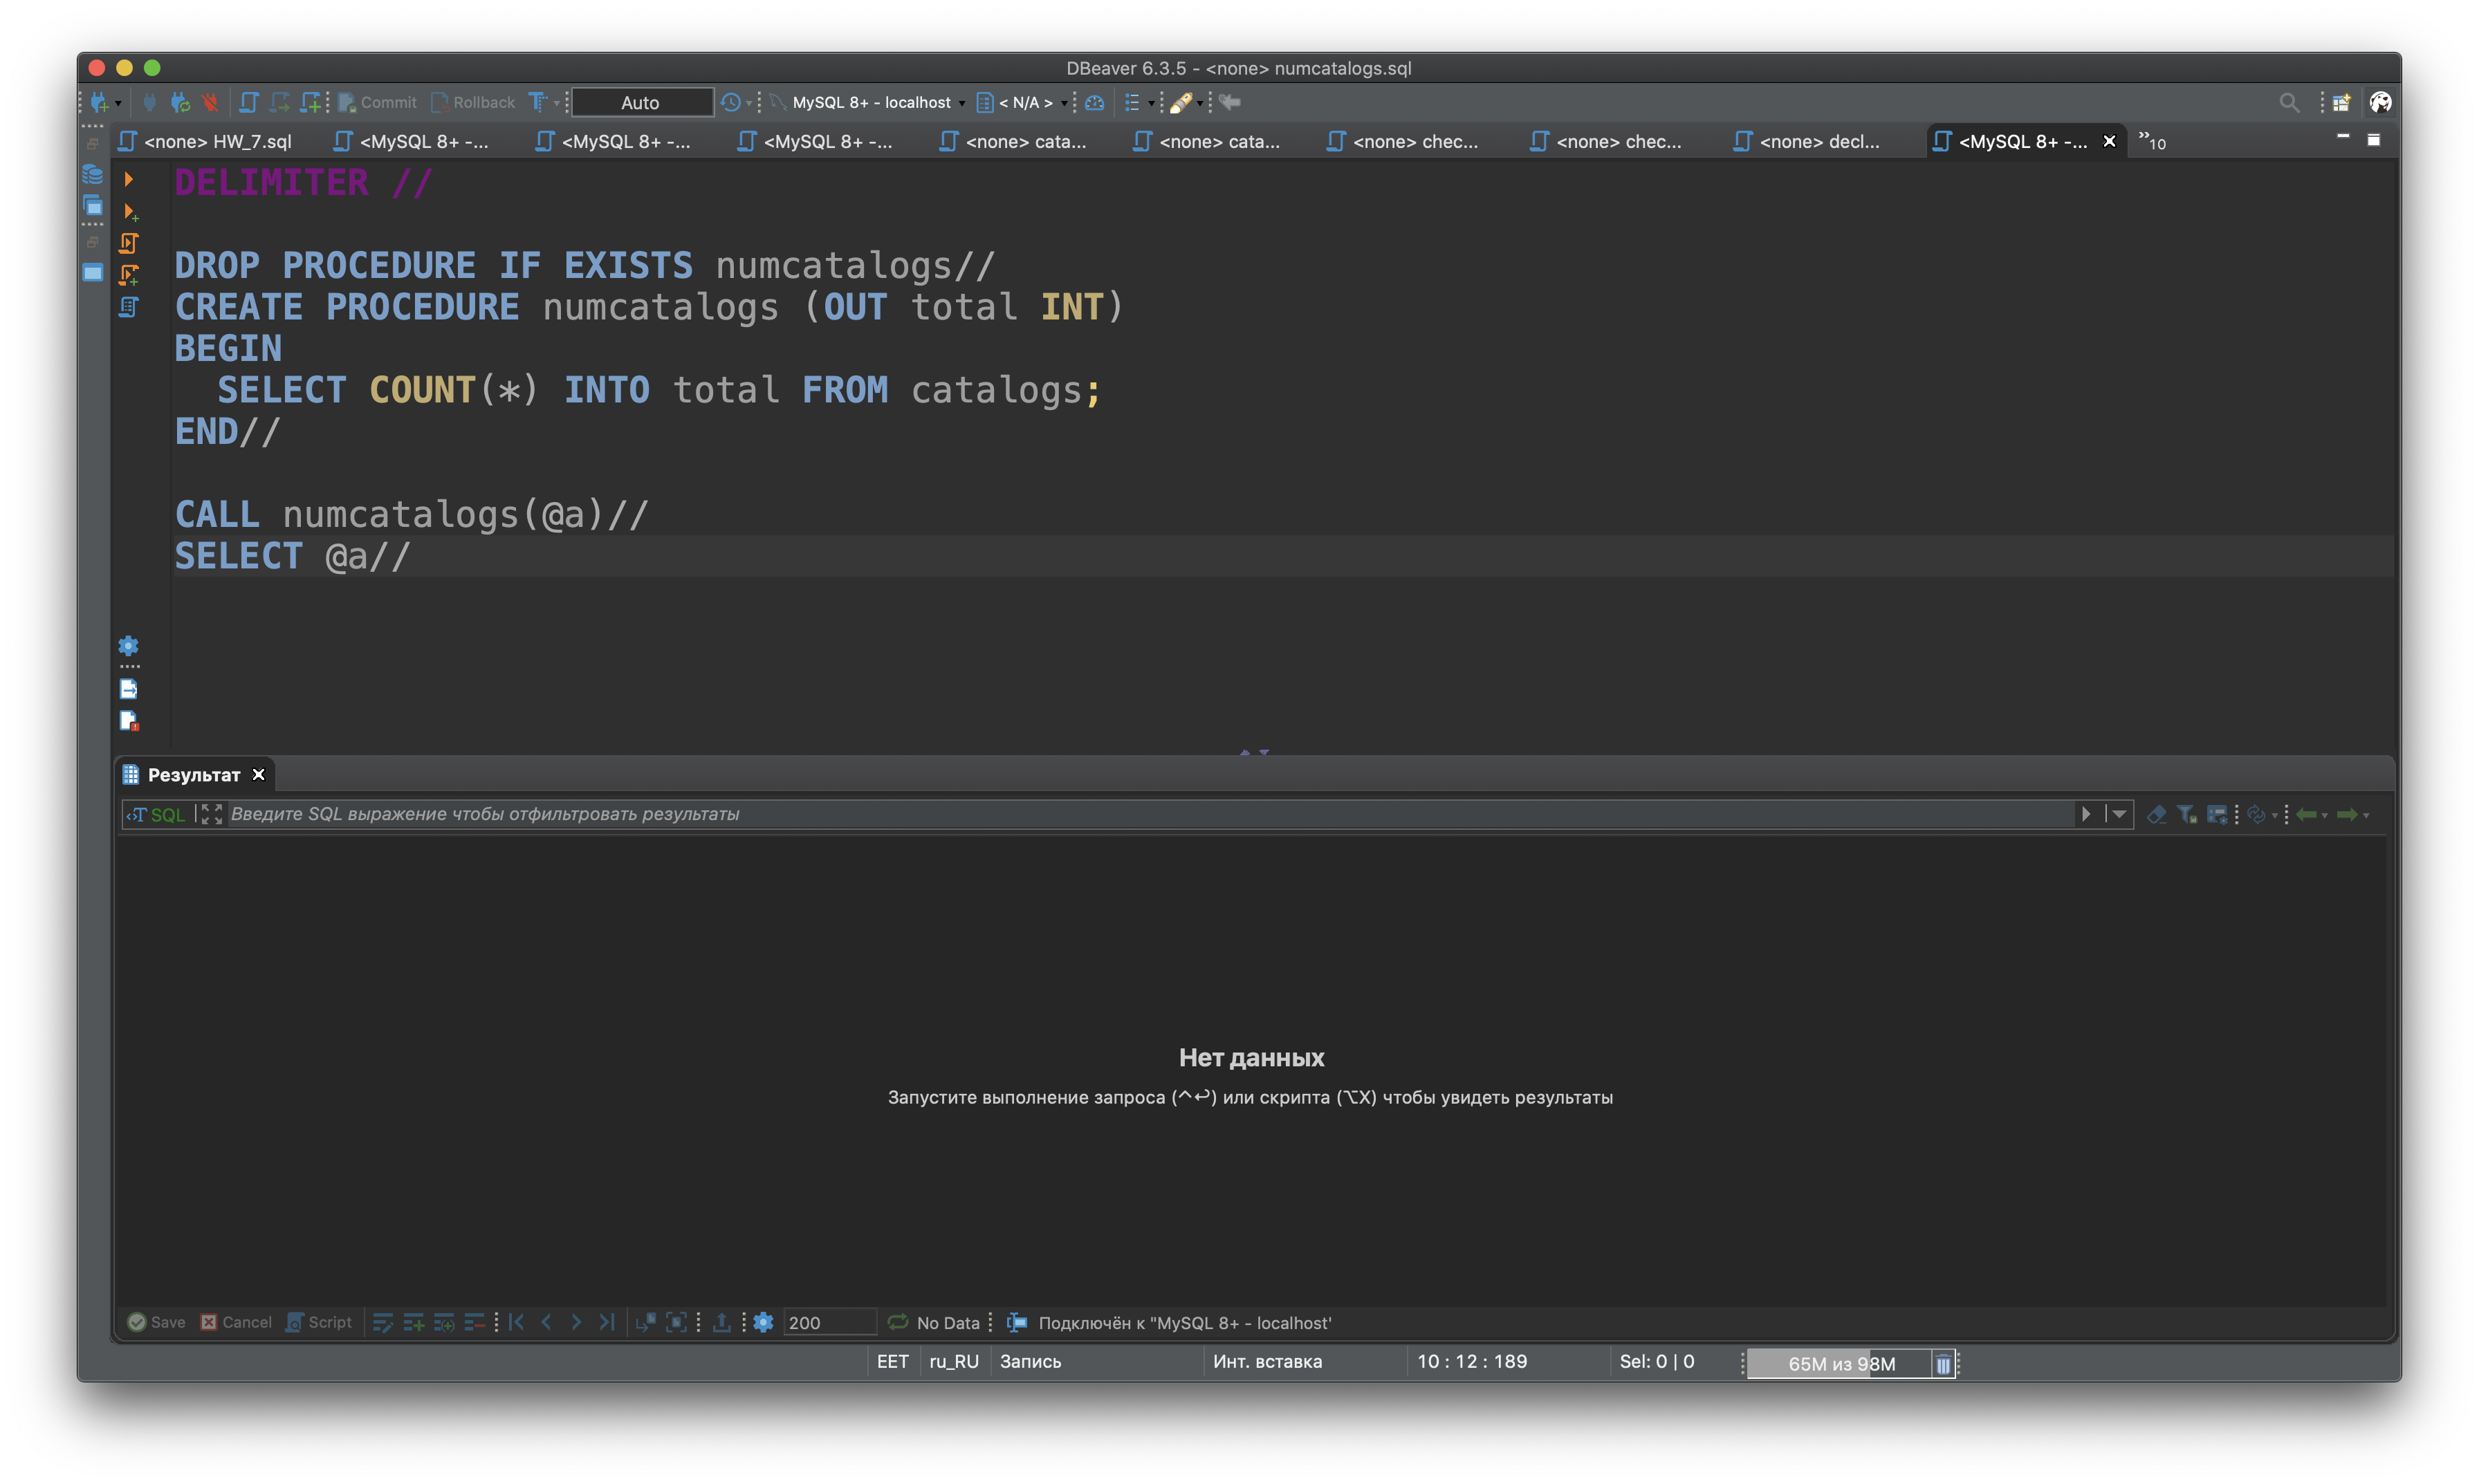 DBeaver 6.3.5 - <none> numcatalogs.sql
Commit Rollback Auto MySQL 8+ - localhost < N/A >
<none> HW_7.sql <MySQL 8+ -... <MySQL 8+ -... <MySQL 8+ -... <none> cata... <none> cata... <none> chec... <none> chec... <none> decl... <MySQL 8+ -... »10
DELIMITER //
DROP PROCEDURE IF EXISTS numcatalogs//
CREATE PROCEDURE numcatalogs (OUT total INT)
BEGIN
SELECT COUNT(*) INTO total FROM catalogs;
END//
CALL numcatalogs(@a)//
SELECT @a//
Результат
SQL Введите SQL выражение чтобы отфильтровать результаты
Нет данных
Запустите выполнение запроса (^↩) или скрипта (⌥X) чтобы увидеть результаты
Save Cancel Script 200 No Data Подключён к "MySQL 8+ - localhost'
EET ru_RU Запись Инт. вставка 10 : 12 : 189 Sel: 0 | 0 65M из 98M